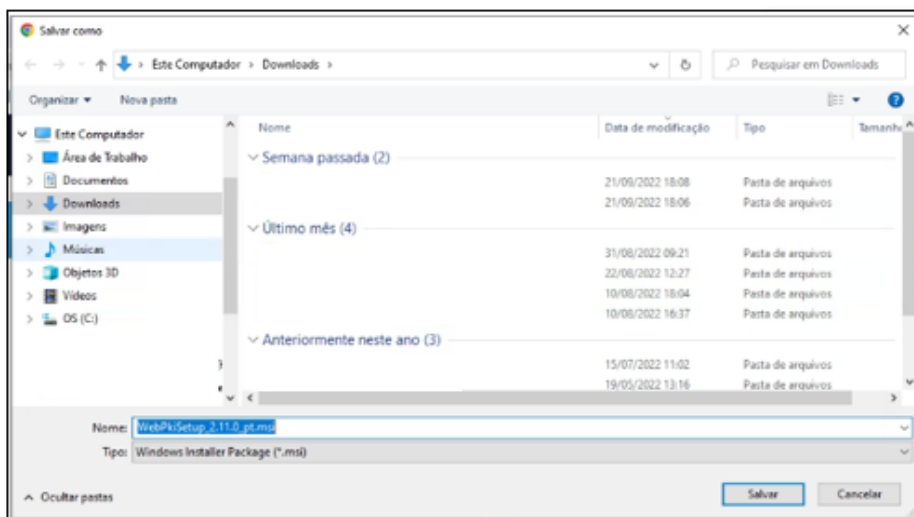 Salvar como
Este Computador > Downloads >
Pesquisar em Downloads
Organizar
Nova pasta
Nome
Data de modificação
Tipo
Tamanho
Este Computador
Área de Trabalho
Documentos
Downloads
Imagens
Músicas
Objetos 3D
Vídeos
OS (C:)
Semana passada (2)
21/09/2022 18:08 Pasta de arquivos
21/09/2022 18:06 Pasta de arquivos
Último mês (4)
31/08/2022 09:21 Pasta de arquivos
22/08/2022 12:27 Pasta de arquivos
10/08/2022 18:04 Pasta de arquivos
10/08/2022 16:37 Pasta de arquivos
Anteriormente neste ano (3)
15/07/2022 11:02 Pasta de arquivos
19/05/2022 13:16 Pasta de arquivos
Nome: WebPkiSetup_2.11.0_pt.msi
Tipo: Windows Installer Package (*.msi)
Ocultar pastas
Salvar
Cancelar